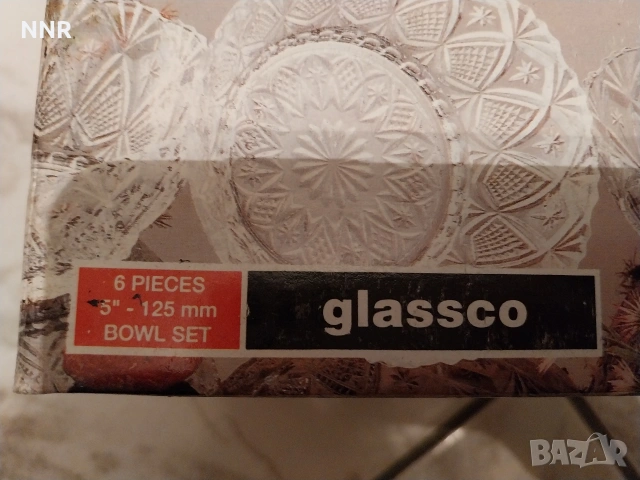 NNR
6 PIECES
5" - 125 mm
BOWL SET
glassco
BAZAR